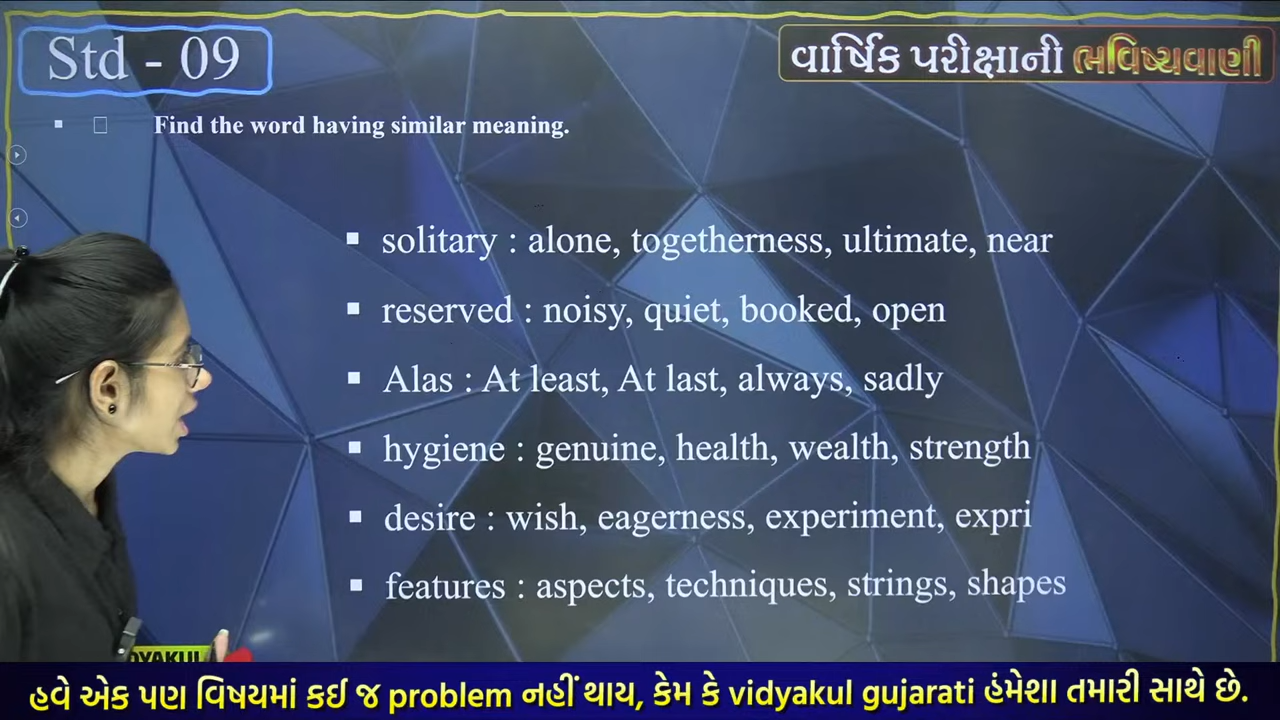 Std - 09
વાર્ષિક પરીક્ષાની ભવિષ્યવાણી
Find the word having similar meaning.
solitary : alone, togetherness, ultimate, near
reserved : noisy, quiet, booked, open
Alas : At least, At last, always, sadly
hygiene : genuine, health, wealth, strength
desire : wish, eagerness, experiment, expri
features : aspects, techniques, strings, shapes
હવે એક પણ વિષયમાં કઈ જ problem નહીં થાય, કેમ કે vidyakul gujarati હંમેશા તમારી સાથે છે.